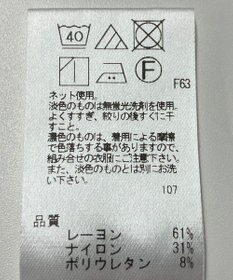 40
F
F63
ネット使用。
淡色のものは無蛍光洗剤を使用。
よくすすぎ、絞りの後すぐに干
すこと。
濃色のものは、着用による摩擦
で色落ちする事がありますので、
組み合せの衣服にご注意下さい。
また、淡色のものとは別にお洗
い下さい。
107
品質
レーヨン 61%
ナイロン 31%
ポリウレタン 8%